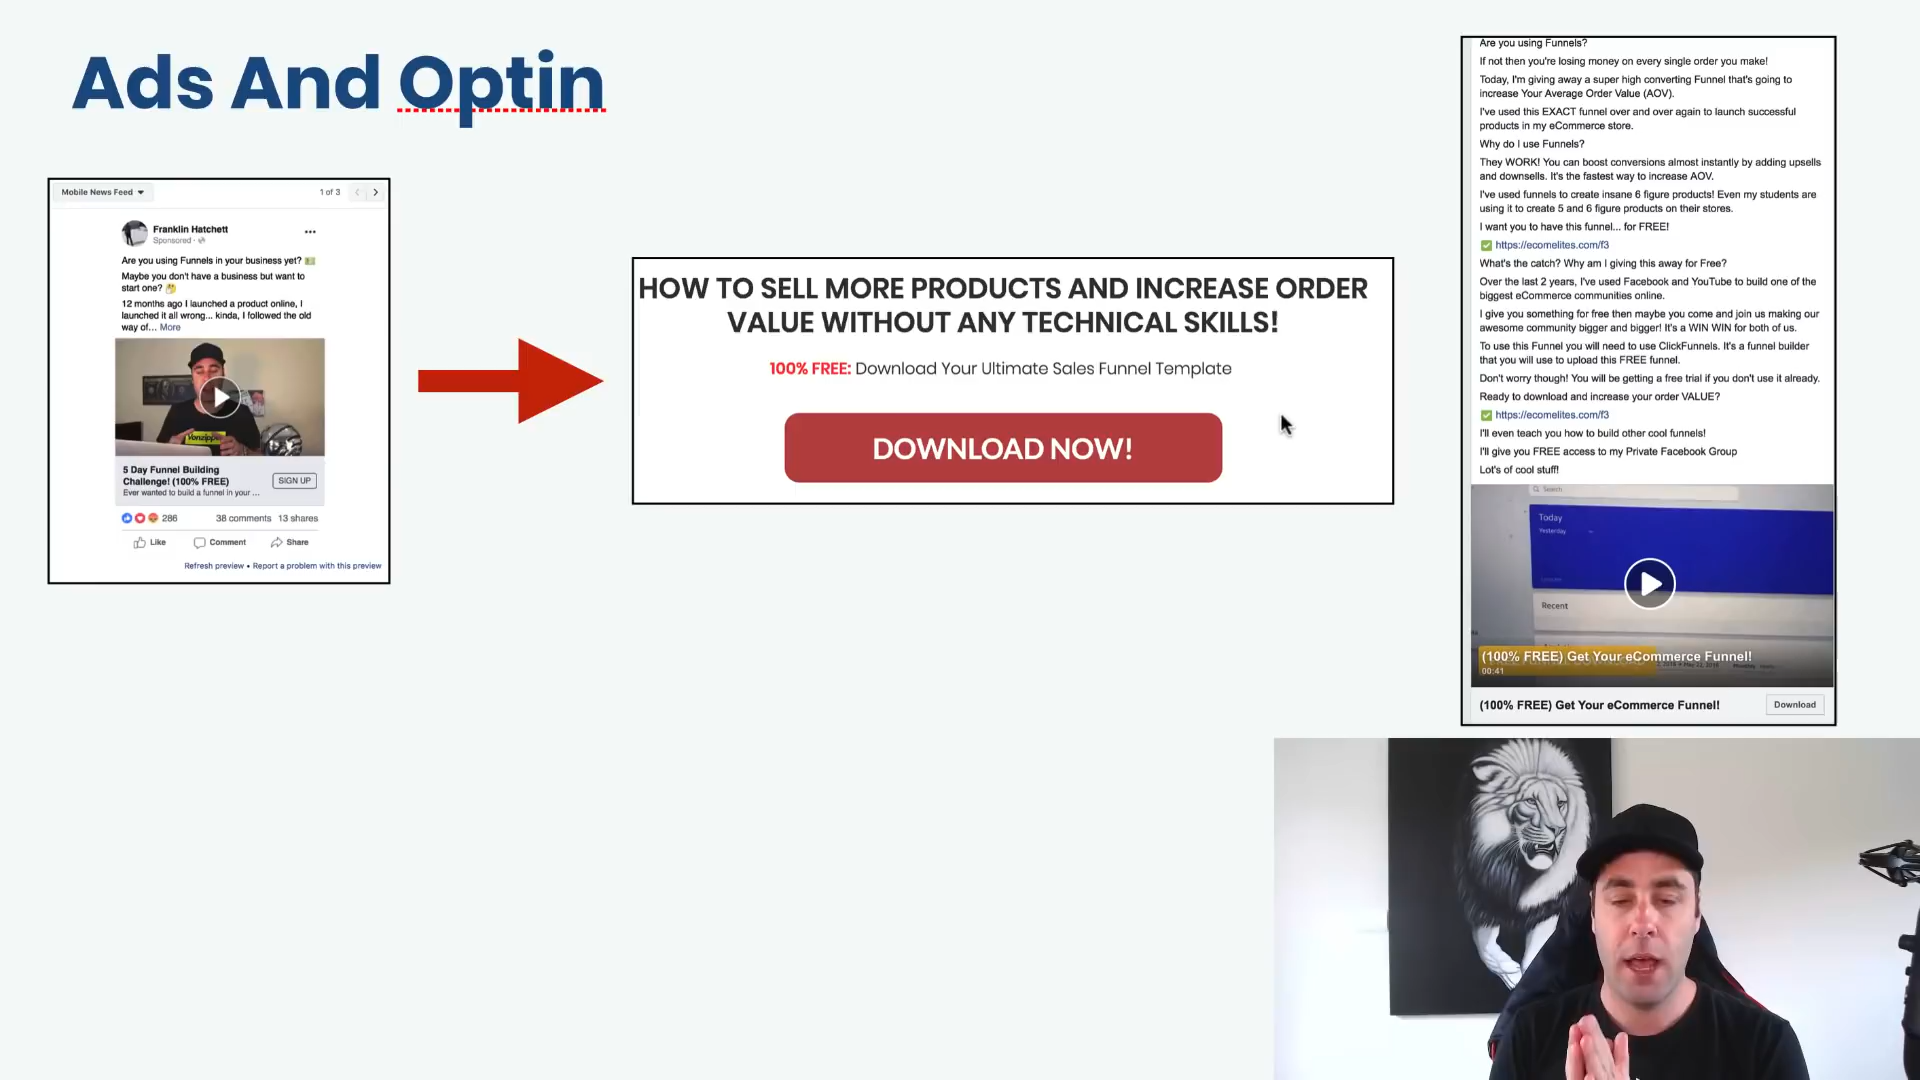 Ads And Optin
Mobile News Feed
1 of 3
Franklin Hatchett
Sponsored ·
Are you using Funnels in your business yet?
Maybe you don't have a business but want to
start one?
12 months ago I launched a product online, I
launched it all wrong... kinda, I followed the old
way of... More
5 Day Funnel Building
Challenge! (100% FREE)
Ever wanted to build a funnel in your ...
SIGN UP
286
38 comments 13 shares
Like Comment Share
Refresh preview • Report a problem with this preview
HOW TO SELL MORE PRODUCTS AND INCREASE ORDER
VALUE WITHOUT ANY TECHNICAL SKILLS!
100% FREE: Download Your Ultimate Sales Funnel Template
DOWNLOAD NOW!
Are you using Funnels?
If not then you're losing money on every single order you make!
Today, I'm giving away a super high converting Funnel that's going to
increase Your Average Order Value (AOV).
I've used this EXACT funnel over and over again to launch successful
products in my eCommerce store.
Why do I use Funnels?
They WORK! You can boost conversions almost instantly by adding upsells
and downsells. It's the fastest way to increase AOV.
I've used funnels to create insane 6 figure products! Even my students are
using it to create 5 and 6 figure products on their stores.
I want you to have this funnel... for FREE!
https://ecomelites.com/f3
What's the catch? Why am I giving this away for Free?
Over the last 2 years, I've used Facebook and YouTube to build one of the
biggest eCommerce communities online.
I give you something for free then maybe you come and join us making our
awesome community bigger and bigger! It's a WIN WIN for both of us.
To use this Funnel you will need to use ClickFunnels. It's a funnel builder
that you will use to upload this FREE funnel.
Don't worry though! You will be getting a free trial if you don't use it already.
Ready to download and increase your order VALUE?
https://ecomelites.com/f3
I'll even teach you how to build other cool funnels!
I'll give you FREE access to my Private Facebook Group
Lot's of cool stuff!
Search
Today
Yesterday
Recent
(100% FREE) Get Your eCommerce Funnel!
00:41
(100% FREE) Get Your eCommerce Funnel!
Download